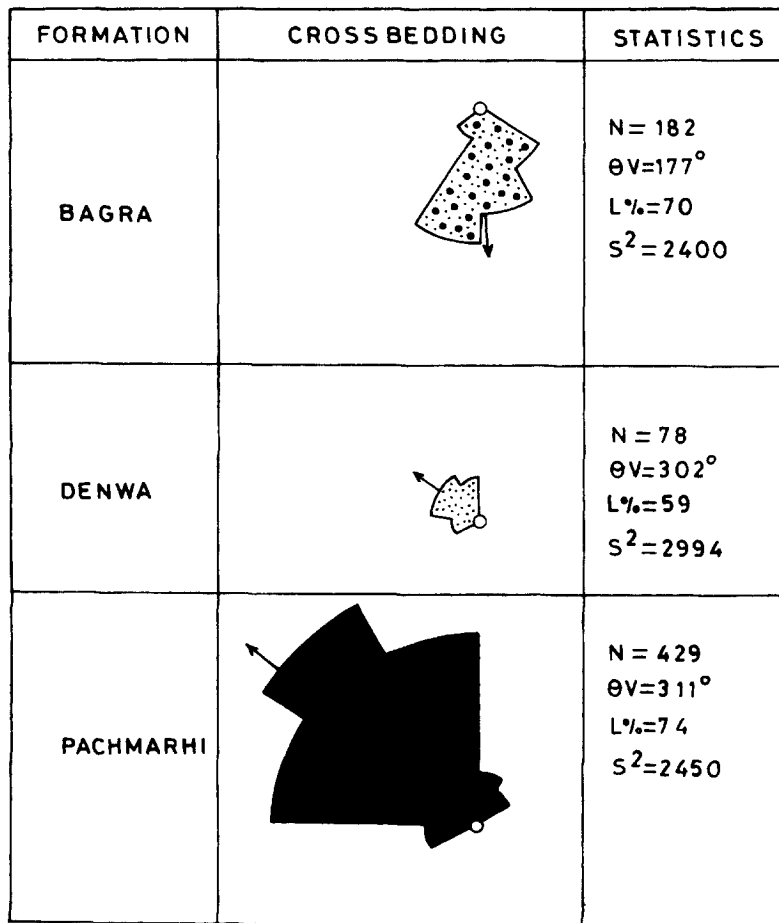 FORMATION CROSS BEDDING STATISTICS
BAGRA
N = 182
θV=177°
L%=70
S²=2400
DENWA
N = 78
θV=302°
L%=59
S²=2994
PACHMARHI
N = 429
θV=311°
L%=74
S²=2450